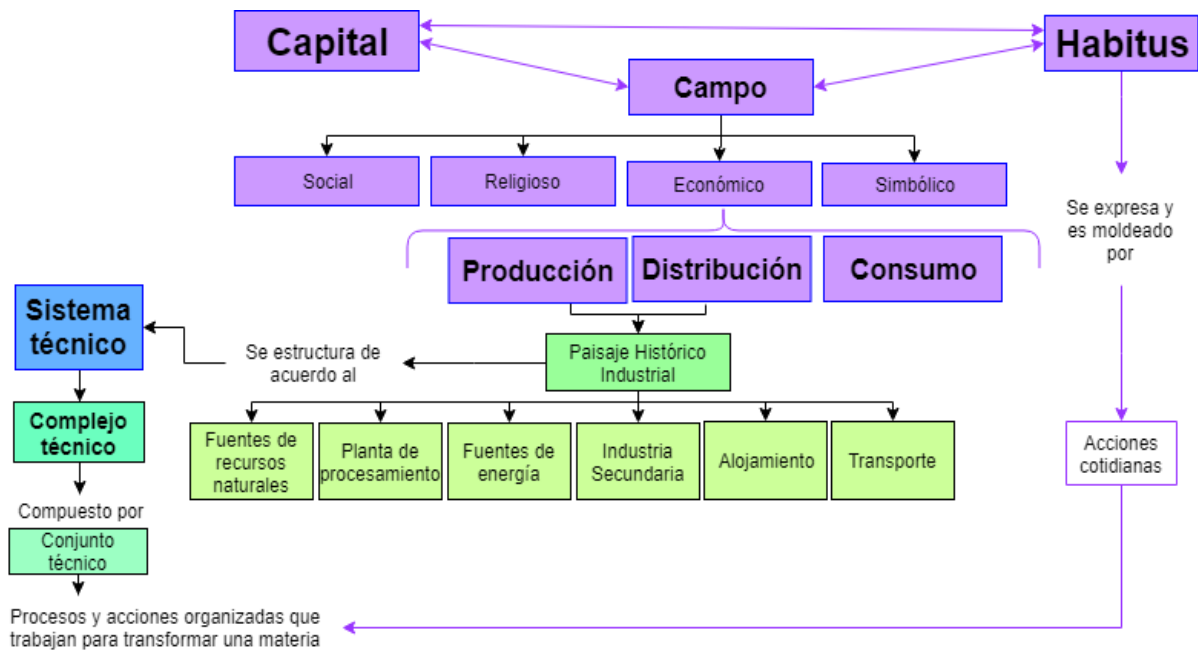 Capital
Habitus
Campo
Social
Religioso
Económico
Simbólico
Se expresa y
es moldeado
por
Producción
Distribución
Consumo
Sistema
técnico
Se estructura de
acuerdo al
Paisaje Histórico
Industrial
Complejo
técnico
Fuentes de
recursos
naturales
Planta de
procesamiento
Fuentes de
energía
Industria
Secundaria
Alojamiento
Transporte
Acciones
cotidianas
Compuesto por
Conjunto
técnico
Procesos y acciones organizadas que
trabajan para transformar una materia